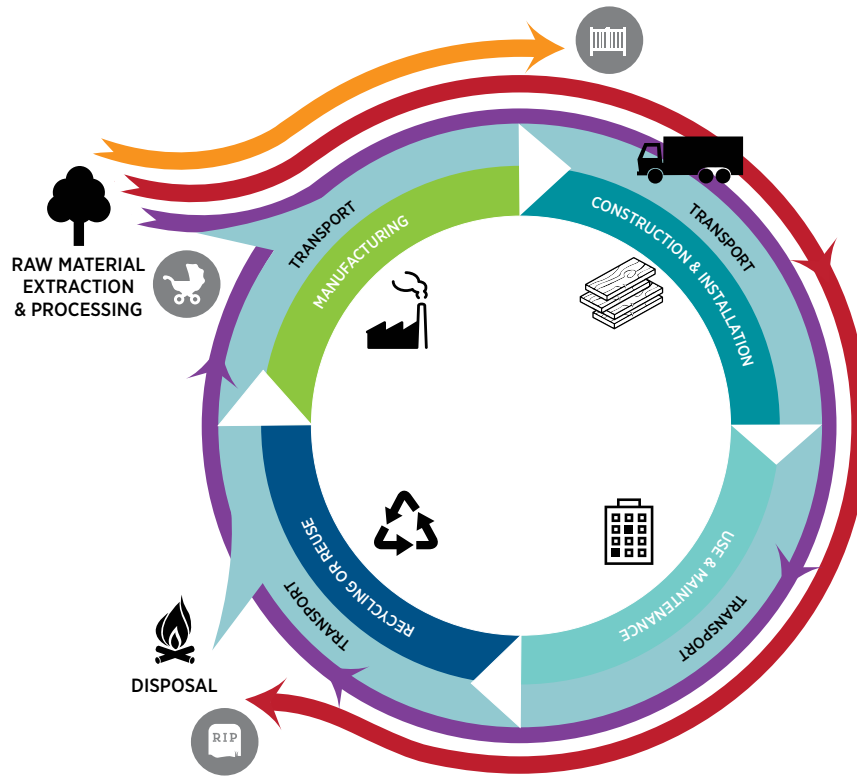 TRANSPORT
MANUFACTURING
CONSTRUCTION & INSTALLATION
TRANSPORT
RAW MATERIAL
EXTRACTION
& PROCESSING
RECYCLING OR REUSE
TRANSPORT
USE & MAINTENANCE
TRANSPORT
DISPOSAL
RIP